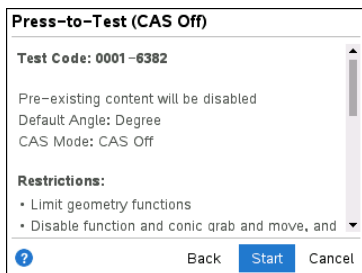 Press-to-Test (CAS Off)
Test Code: 0001-6382
Pre-existing content will be disabled
Default Angle: Degree
CAS Mode: CAS Off
Restrictions:
• Limit geometry functions
• Disable function and conic grab and move, and
?
Back Start Cancel